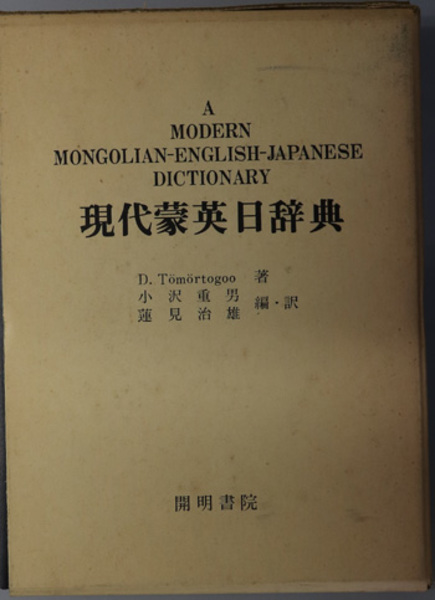 A
MODERN
MONGOLIAN-ENGLISH-JAPANESE
DICTIONARY
現代蒙英日辞典
D. Tömörtogoo 著
小沢重男
蓮見治雄 編・訳
開明書院